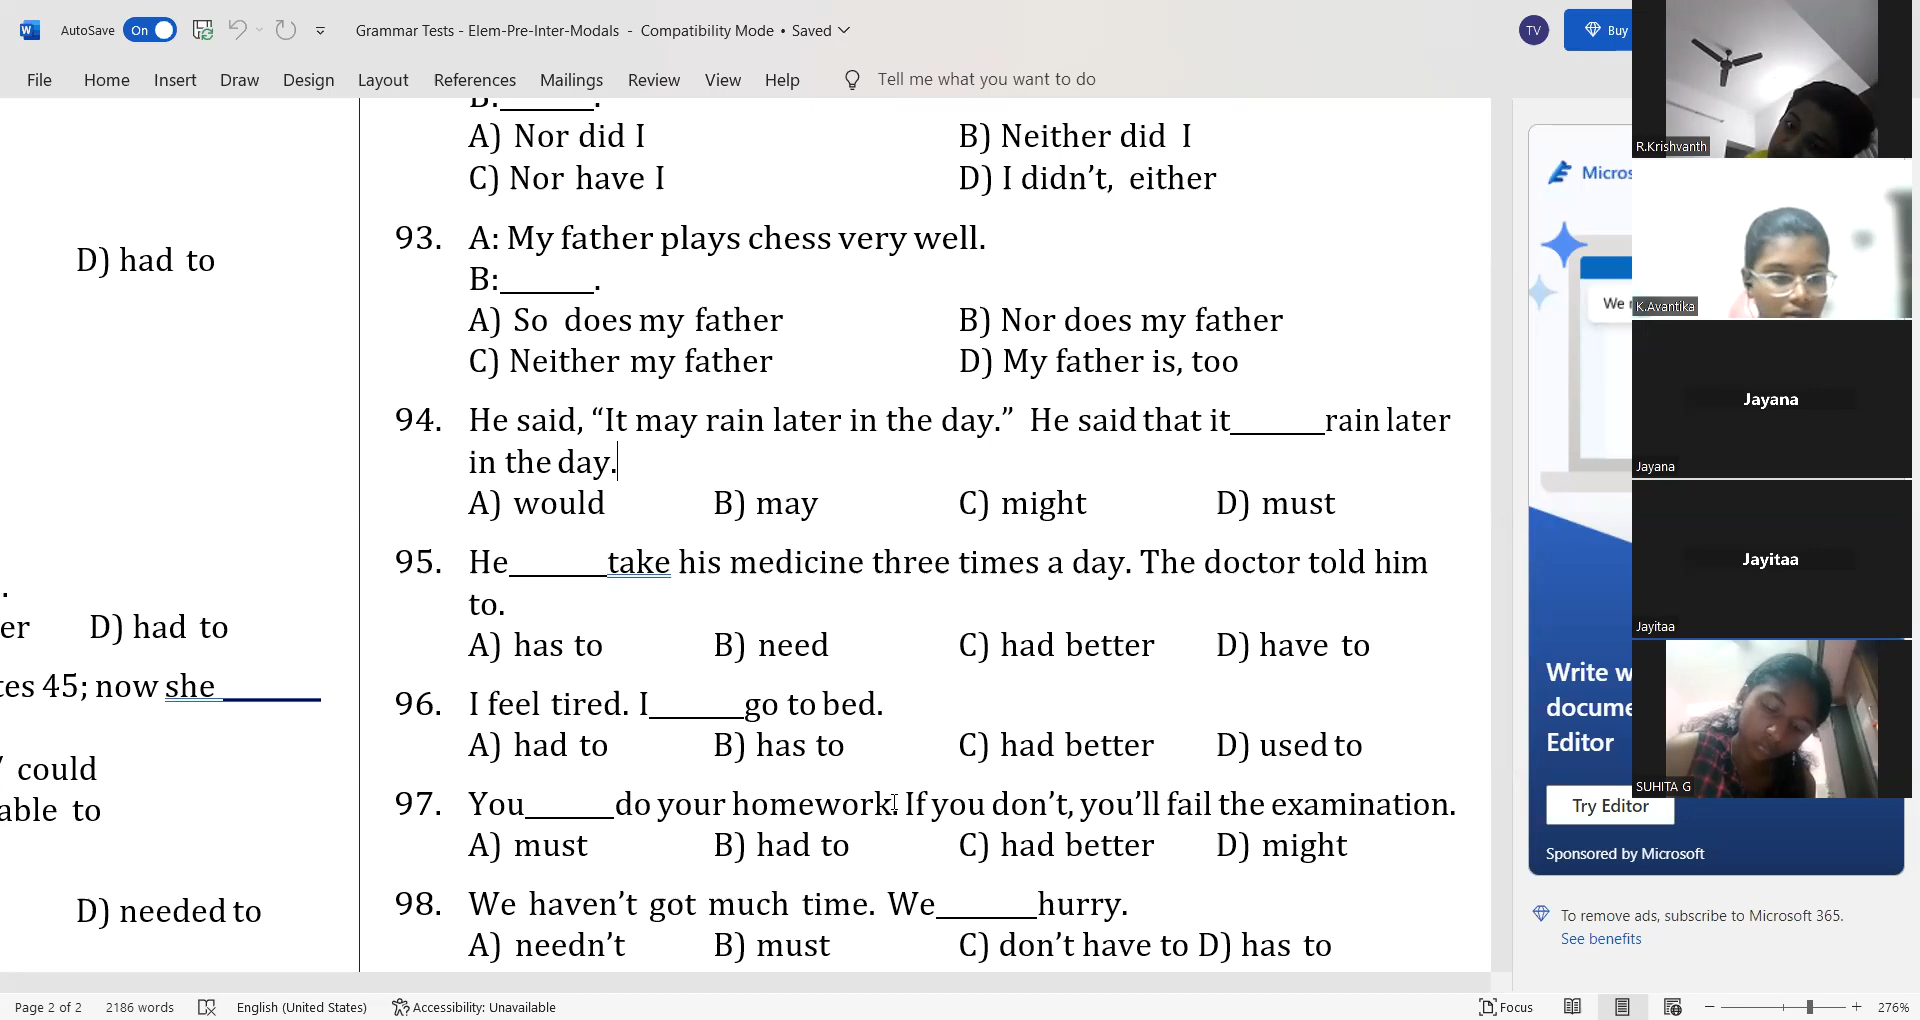 AutoSave On
Grammar Tests - Elem-Pre-Inter-Modals - Compatibility Mode • Saved
TV
Buy
File Home Insert Draw Design Layout References Mailings Review View Help Tell me what you want to do
B:______.
A) Nor did I B) Neither did I
C) Nor have I D) I didn’t, either
93. A: My father plays chess very well.
B:______.
A) So does my father B) Nor does my father
C) Neither my father D) My father is, too
94. He said, “It may rain later in the day.” He said that it______rain later
in the day.
A) would B) may C) might D) must
95. He______take his medicine three times a day. The doctor told him
to.
A) has to B) need C) had better D) have to
96. I feel tired. I______go to bed.
A) had to B) has to C) had better D) used to
97. You______do your homework. If you don’t, you’ll fail the examination.
A) must B) had to C) had better D) might
98. We haven’t got much time. We______hurry.
A) needn’t B) must C) don’t have to D) has to
D) had to
.
er D) had to
tes 45; now she______
could
able to
D) needed to
Micros
We
Write w
docume
Editor
Try Editor
Sponsored by Microsoft
To remove ads, subscribe to Microsoft 365.
See benefits
R.Krishvanth
K.Avantika
Jayana
Jayana
Jayitaa
Jayitaa
SUHITA G
Page 2 of 2 2186 words English (United States) Accessibility: Unavailable Focus 276%